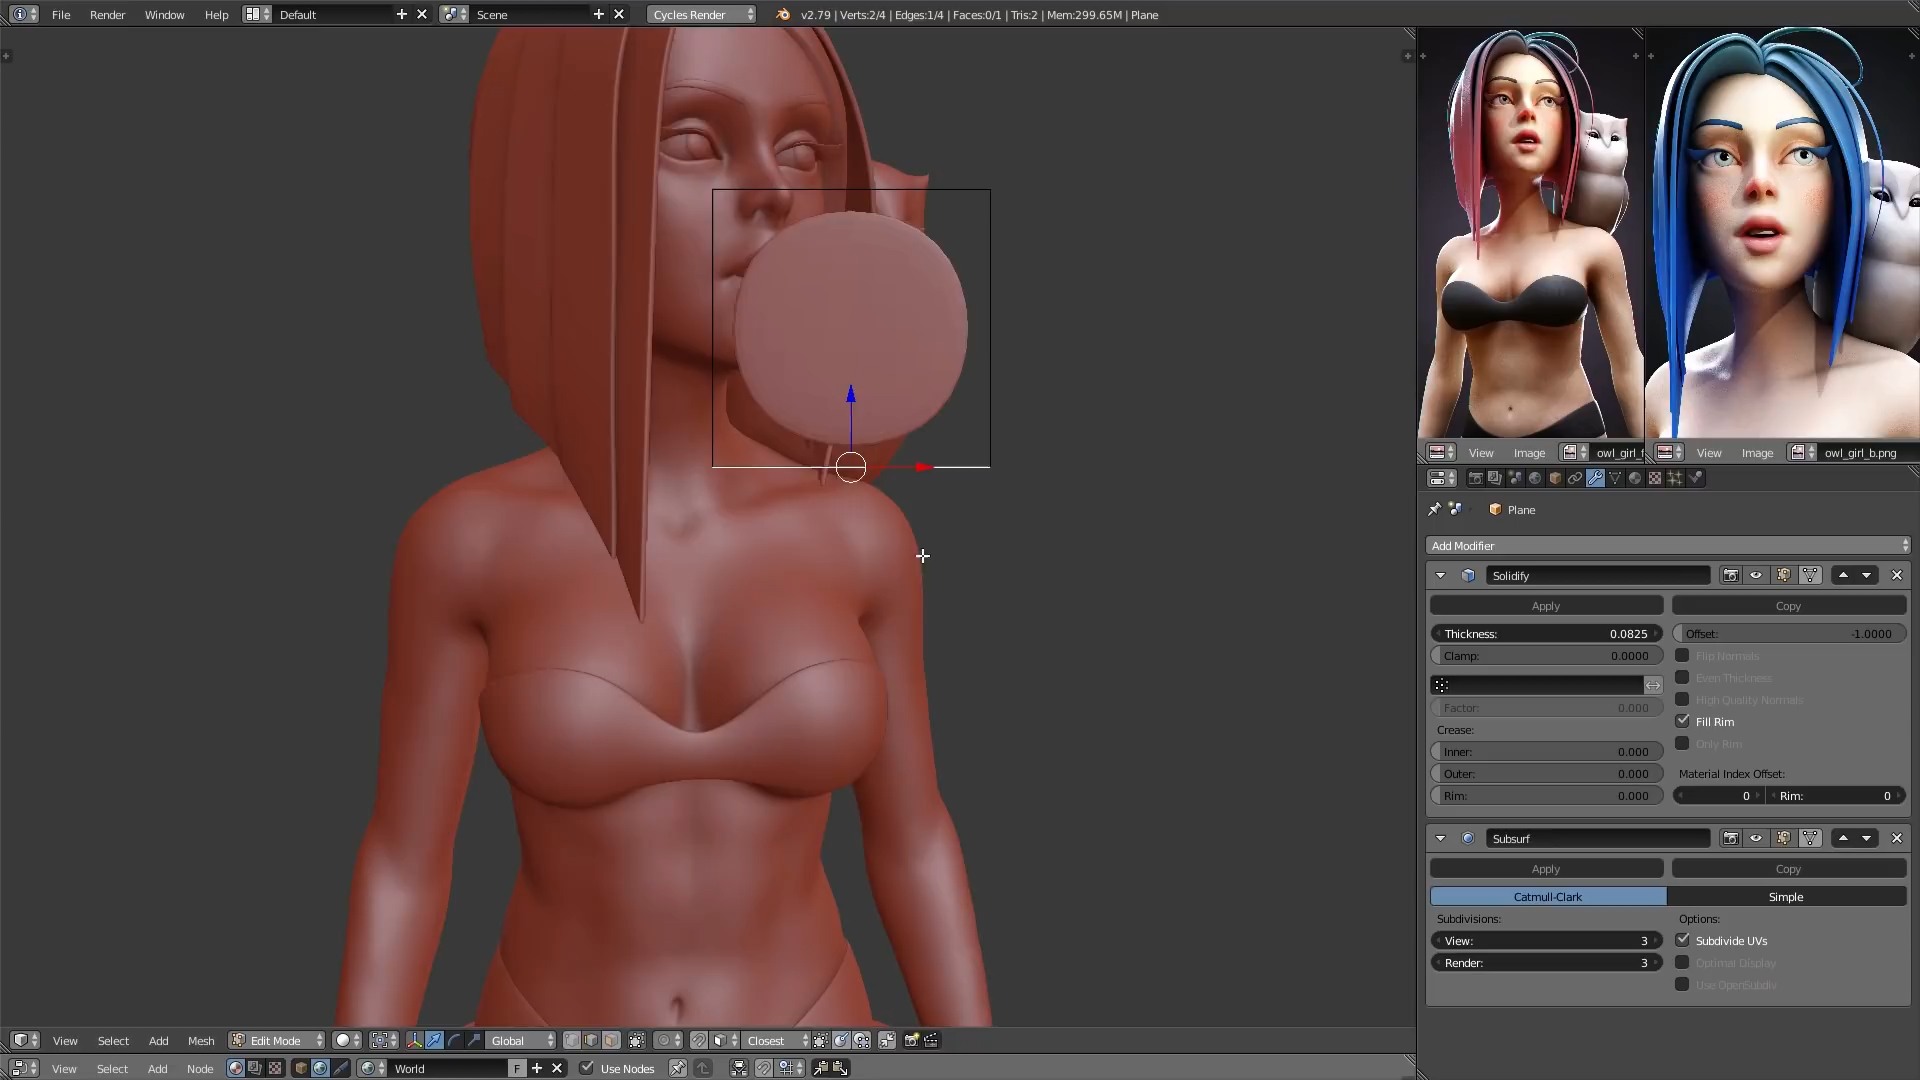 File Render Window Help Default Scene Cycles Render v2.79 | Verts:2/4 | Edges:1/4 | Faces:0/1 | Tris:2 | Mem:299.65M | Plane
View Image owl_girl_f View Image owl_girl_b.png
Plane
Add Modifier
Solidify
Apply Copy
Thickness: 0.0825 Offset: -1.0000
Clamp: 0.0000 Flip Normals
Even Thickness
High Quality Normals
Factor: 0.000
Fill Rim
Crease:
Only Rim
Inner: 0.000
Outer: 0.000 Material Index Offset:
Rim: 0.000 0 Rim: 0
Subsurf
Apply Copy
Catmull-Clark Simple
Subdivisions: Options:
View: 3 Subdivide UVs
Render: 3 Optimal Display
Use OpenSubdiv
View Select Add Mesh Edit Mode Global Closest
View Select Add Node World F Use Nodes